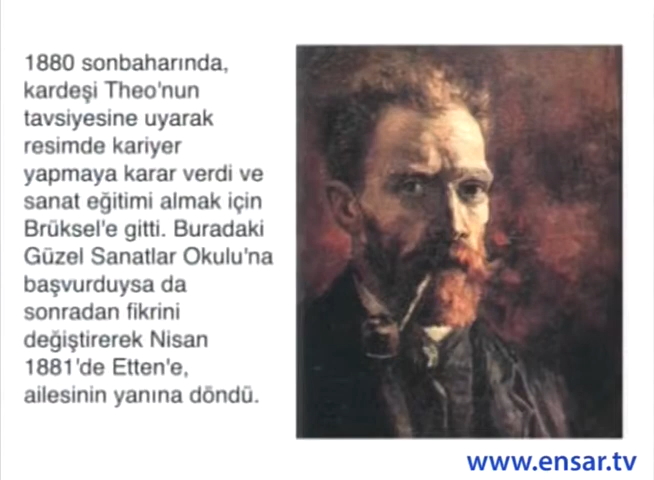 1880 sonbaharında,
kardeşi Theo'nun
tavsiyesine uyarak
resimde kariyer
yapmaya karar verdi ve
sanat eğitimi almak için
Brüksel'e gitti. Buradaki
Güzel Sanatlar Okulu'na
başvurduysa da
sonradan fikrini
değiştirerek Nisan
1881'de Etten'e,
ailesinin yanına döndü.
www.ensar.tv